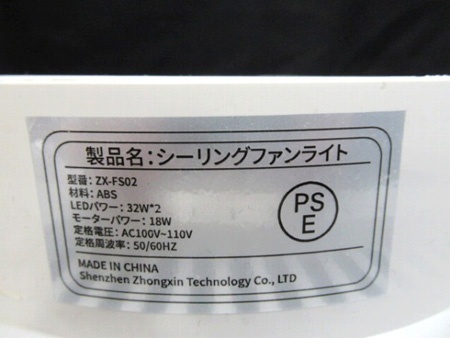 製品名：シーリングファンライト
型番：ZX-FS02
材料：ABS
LEDパワー：32W*2
モーターパワー：18W
定格電圧：AC100V~110V
定格周波率：50/60HZ
PS
E
MADE IN CHINA
Shenzhen Zhongxin Technology Co., LTD